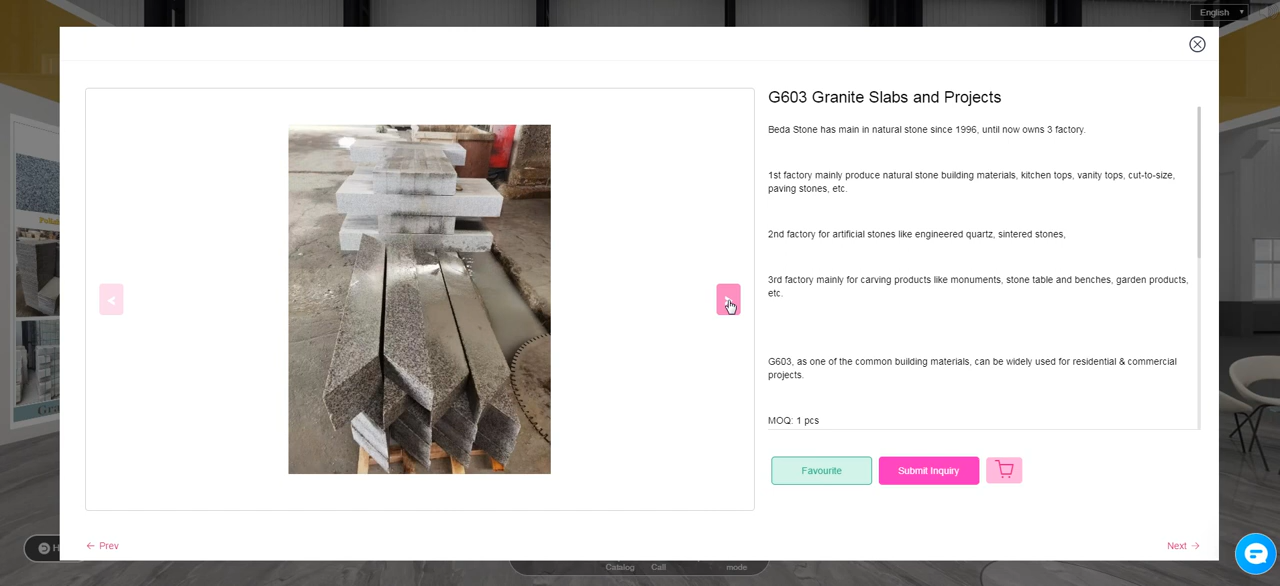 English
G603 Granite Slabs and Projects
Beda Stone has main in natural stone since 1996, until now owns 3 factory.
1st factory mainly produce natural stone building materials, kitchen tops, vanity tops, cut-to-size,
paving stones, etc.
2nd factory for artificial stones like engineered quartz, sintered stones,
3rd factory mainly for carving products like monuments, stone table and benches, garden products,
etc.
G603, as one of the common building materials, can be widely used for residential & commercial
projects.
MOQ: 1 pcs
Favourite
Submit Inquiry
← Prev
Next →
Catalog Call mode